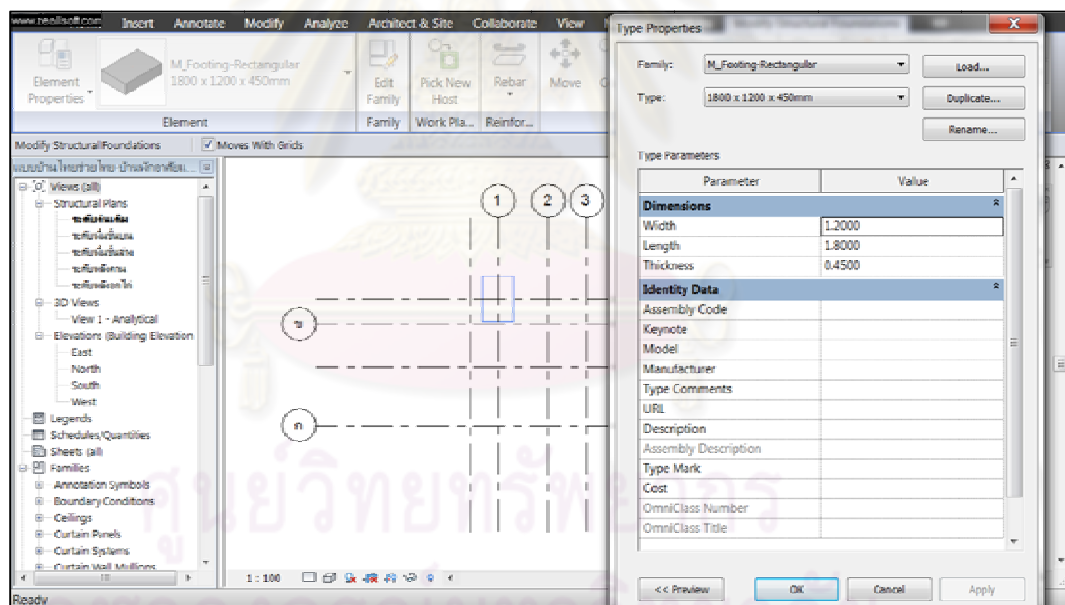 www.realisoft.com Insert Annotate Modify Analyze Architect & Site Collaborate View
Element Properties
M_Footing-Rectangular
1800 x 1200 x 450mm
Edit Family
Pick New Host
Rebar
Move
Element
Family
Work Pla...
Reinfor...
Modify StructuralFoundations
Moves With Grids
Views (all)
Structural Plans
3D Views
View 1 - Analytical
Elevations (Building Elevation
East
North
South
West
Legends
Schedules/Quantities
Sheets (all)
Families
Annotation Symbols
Boundary Conditions
Ceilings
Curtain Panels
Curtain Systems
Curtain Wall Mullions
1 2 3
ข
ก
ศูนย์วิทยทรัพยากร
1 : 100
Ready
Type Properties
Family: M_Footing-Rectangular Load...
Type: 1800 x 1200 x 450mm Duplicate...
Rename...
Type Parameters
Parameter Value
Dimensions
Width 1.2000
Length 1.8000
Thickness 0.4500
Identity Data
Assembly Code
Keynote
Model
Manufacturer
Type Comments
URL
Description
Assembly Description
Type Mark
Cost
OmniClass Number
OmniClass Title
<< Preview OK Cancel Apply